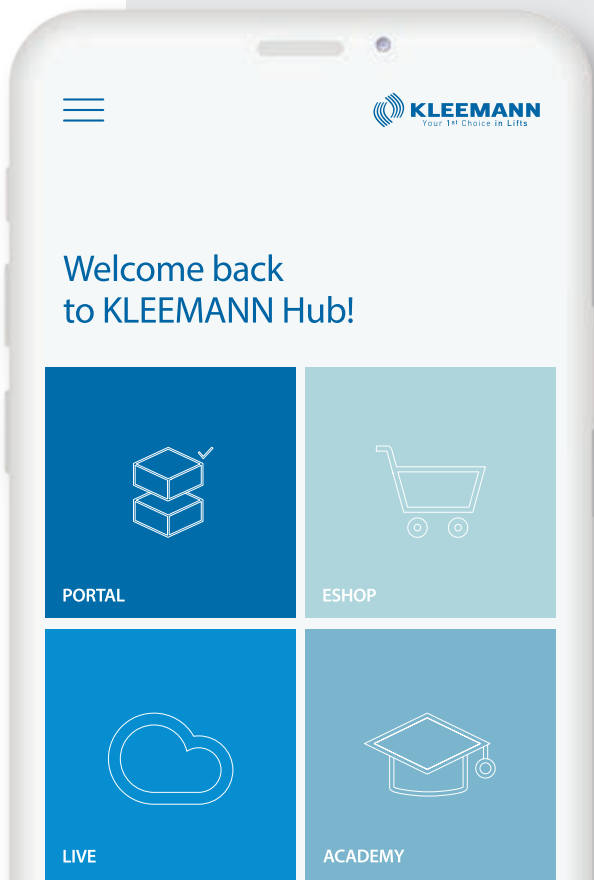 KLEEMANN
Your 1st Choice in Lifts
Welcome back
to KLEEMANN Hub!
PORTAL
ESHOP
LIVE
ACADEMY